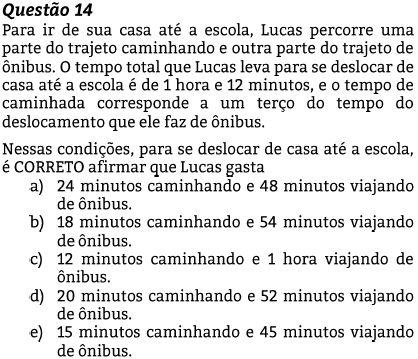 Questão 14
Para ir de sua casa até a escola, Lucas percorre uma
parte do trajeto caminhando e outra parte do trajeto de
ônibus. O tempo total que Lucas leva para se deslocar de
casa até a escola é de 1 hora e 12 minutos, e o tempo de
caminhada corresponde a um terço do tempo do
deslocamento que ele faz de ônibus.
Nessas condições, para se deslocar de casa até a escola,
é CORRETO afirmar que Lucas gasta
a) 24 minutos caminhando e 48 minutos viajando
de ônibus.
b) 18 minutos caminhando e 54 minutos viajando
de ônibus.
c) 12 minutos caminhando e 1 hora viajando de
ônibus.
d) 20 minutos caminhando e 52 minutos viajando
de ônibus.
e) 15 minutos caminhando e 45 minutos viajando
de ônibus.